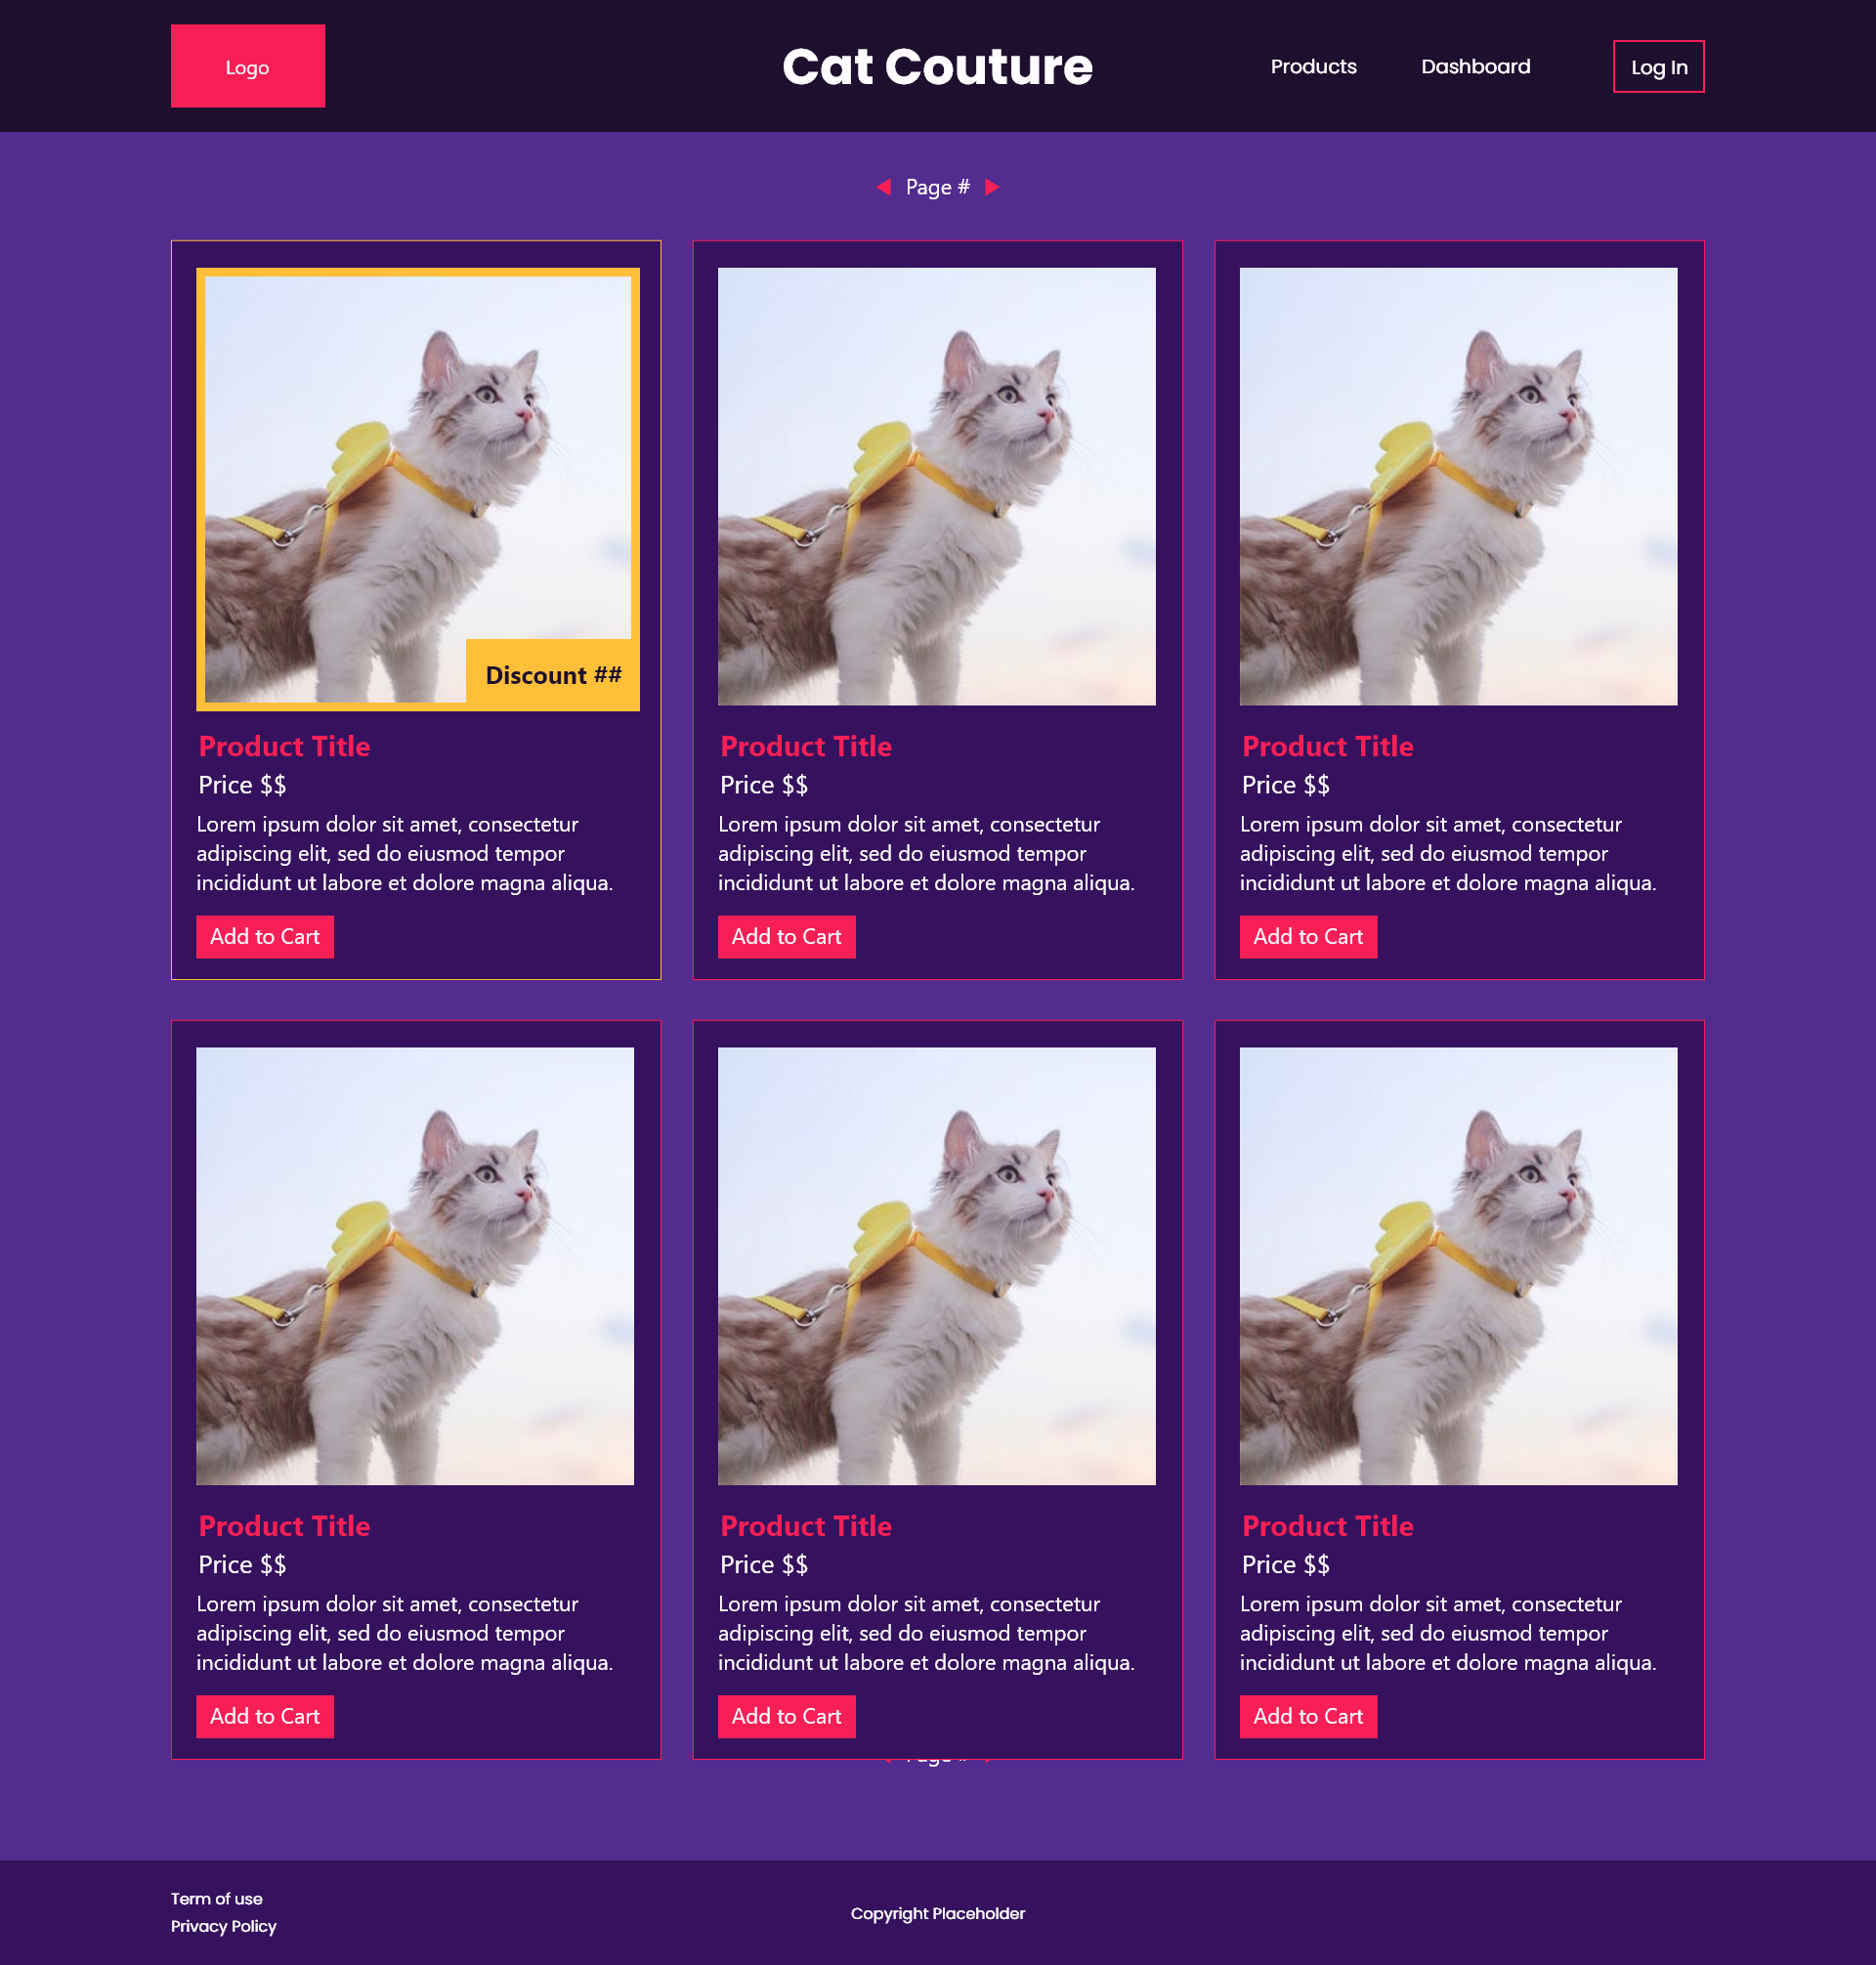 Logo
Cat Couture
Products
Dashboard
Log In
Page #
Discount ##
Product Title
Price $$
Lorem ipsum dolor sit amet, consectetur
adipiscing elit, sed do eiusmod tempor
incididunt ut labore et dolore magna aliqua.
Add to Cart
Product Title
Price $$
Lorem ipsum dolor sit amet, consectetur
adipiscing elit, sed do eiusmod tempor
incididunt ut labore et dolore magna aliqua.
Add to Cart
Product Title
Price $$
Lorem ipsum dolor sit amet, consectetur
adipiscing elit, sed do eiusmod tempor
incididunt ut labore et dolore magna aliqua.
Add to Cart
Product Title
Price $$
Lorem ipsum dolor sit amet, consectetur
adipiscing elit, sed do eiusmod tempor
incididunt ut labore et dolore magna aliqua.
Add to Cart
Product Title
Price $$
Lorem ipsum dolor sit amet, consectetur
adipiscing elit, sed do eiusmod tempor
incididunt ut labore et dolore magna aliqua.
Add to Cart
Product Title
Price $$
Lorem ipsum dolor sit amet, consectetur
adipiscing elit, sed do eiusmod tempor
incididunt ut labore et dolore magna aliqua.
Add to Cart
Term of use
Privacy Policy
Copyright Placeholder